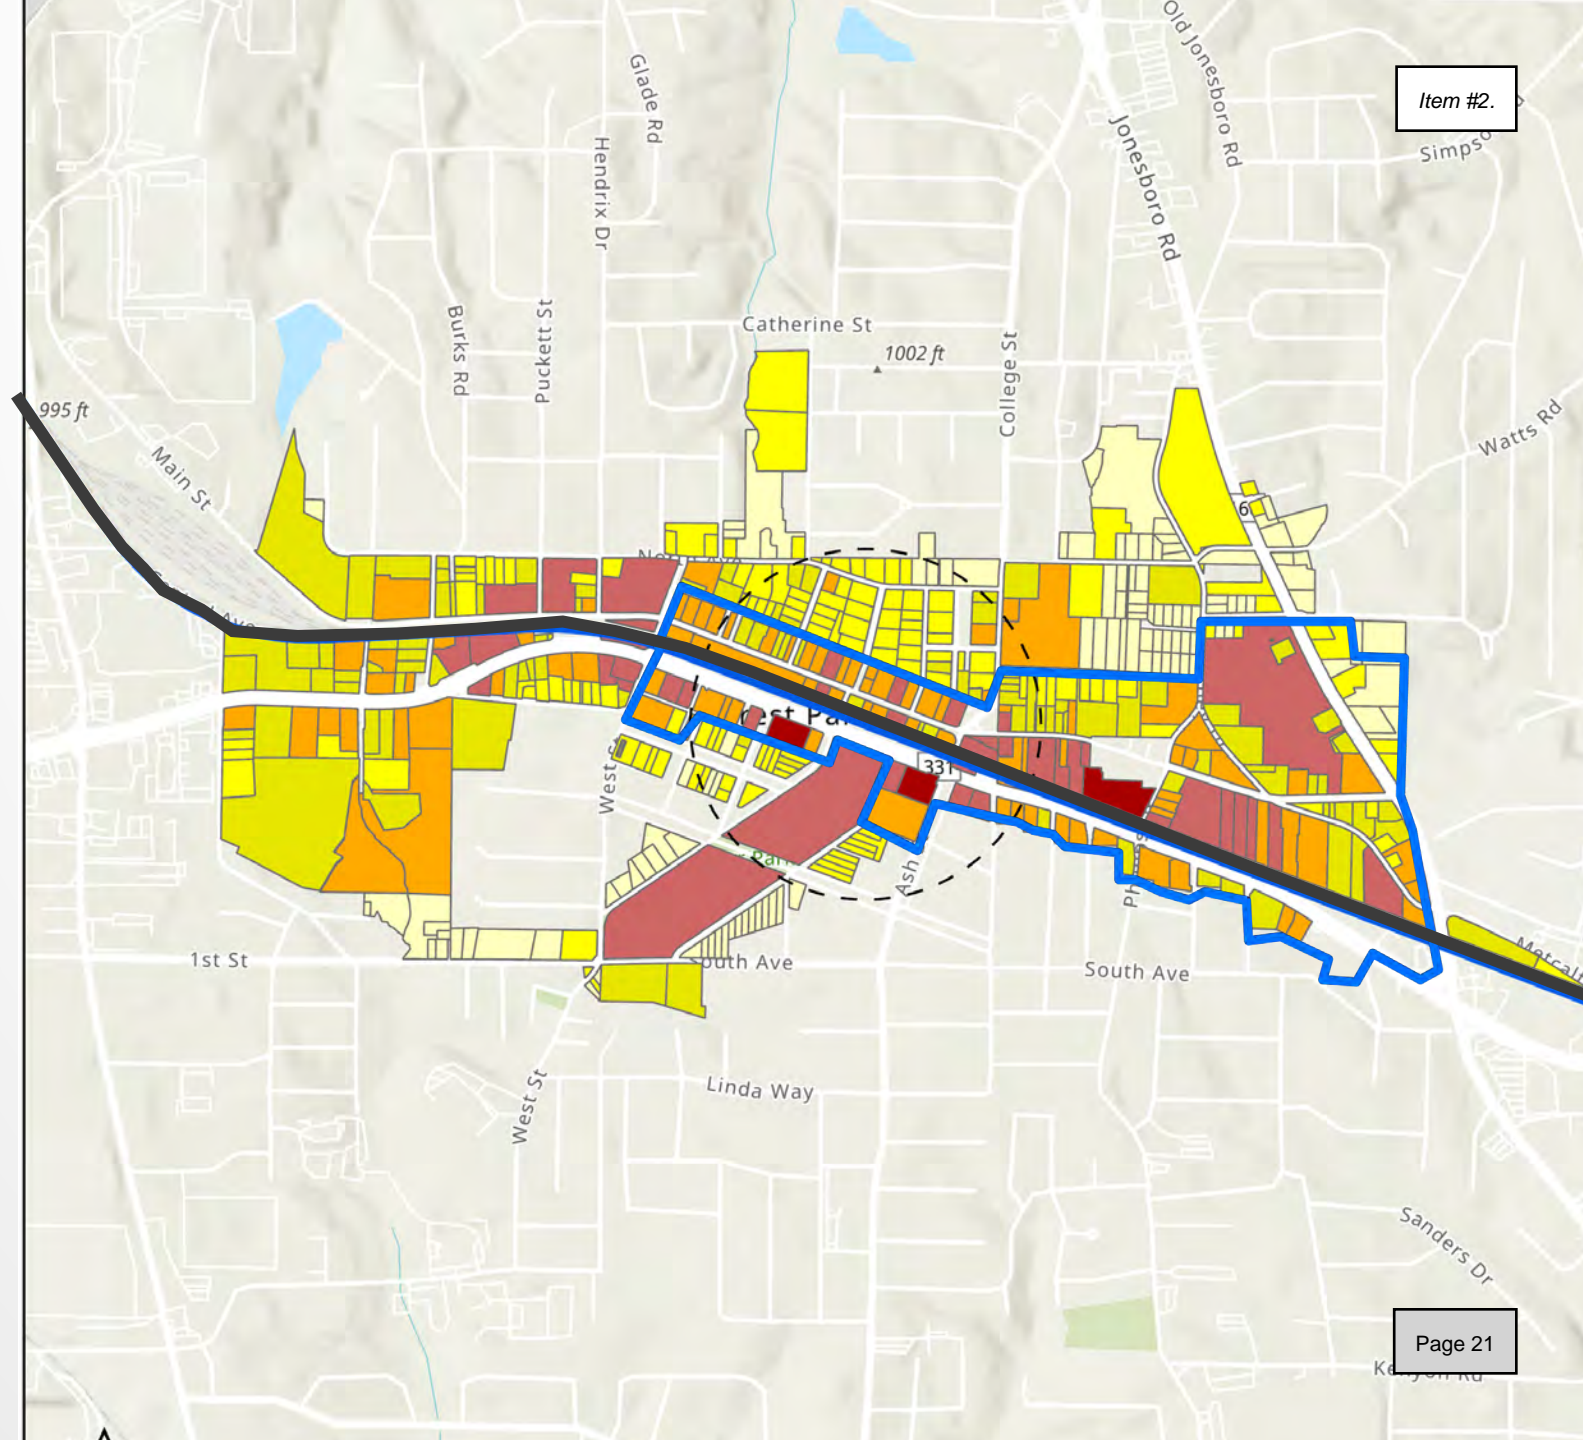 Old Jonesboro Rd
Glade Rd
Item #2.
Jonesboro Rd
Hendrix Dr
Catherine St
Puckett St
Burks Rd
1002 ft
College St
995 ft
Watts Rd
Main St
6
331
West
Ash
1st St
South Ave
Linda Way
West St
Sanders Dr
Page 21